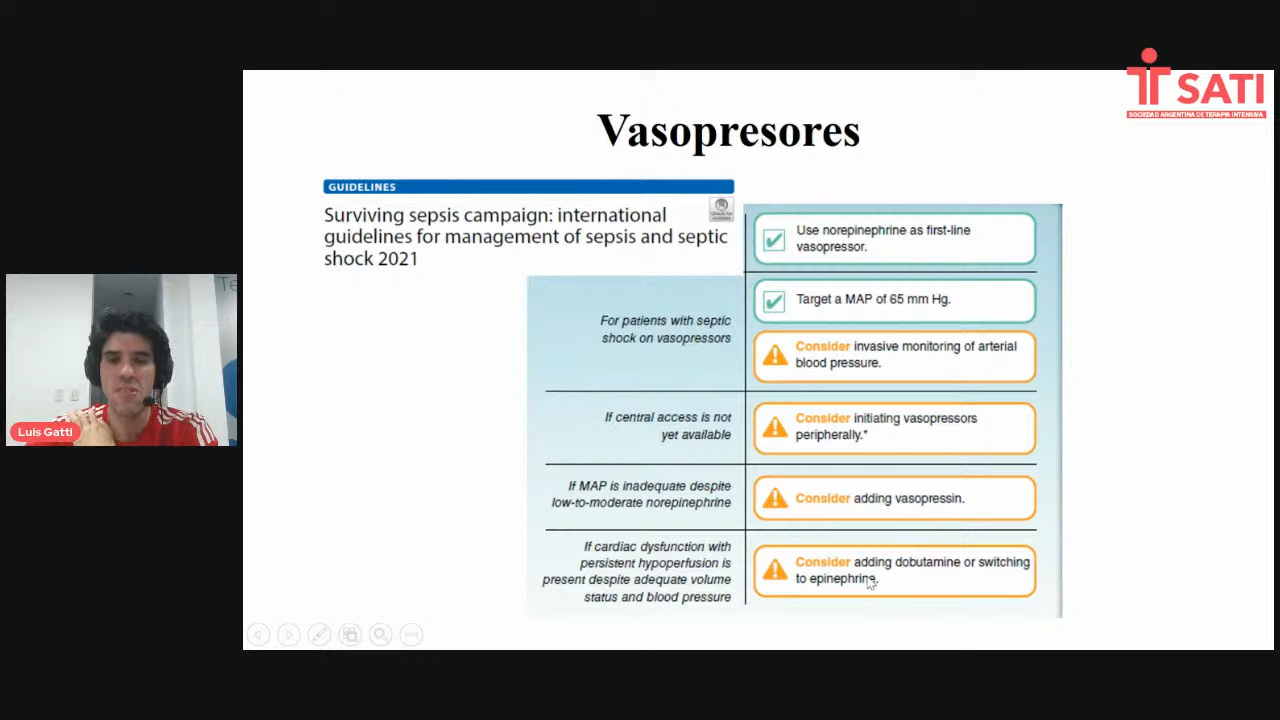 SATI
SOCIEDAD ARGENTINA DE TERAPIA INTENSIVA
Vasopresores
GUIDELINES
Surviving sepsis campaign: international
guidelines for management of sepsis and septic
shock 2021
Use norepinephrine as first-line
vasopressor.
For patients with septic
shock on vasopressors
Target a MAP of 65 mm Hg.
Consider invasive monitoring of arterial
blood pressure.
If central access is not
yet available
Consider initiating vasopressors
peripherally.*
If MAP is inadequate despite
low-to-moderate norepinephrine
Consider adding vasopressin.
If cardiac dysfunction with
persistent hypoperfusion is
present despite adequate volume
status and blood pressure
Consider adding dobutamine or switching
to epinephrine.
Te
Luis Gatti